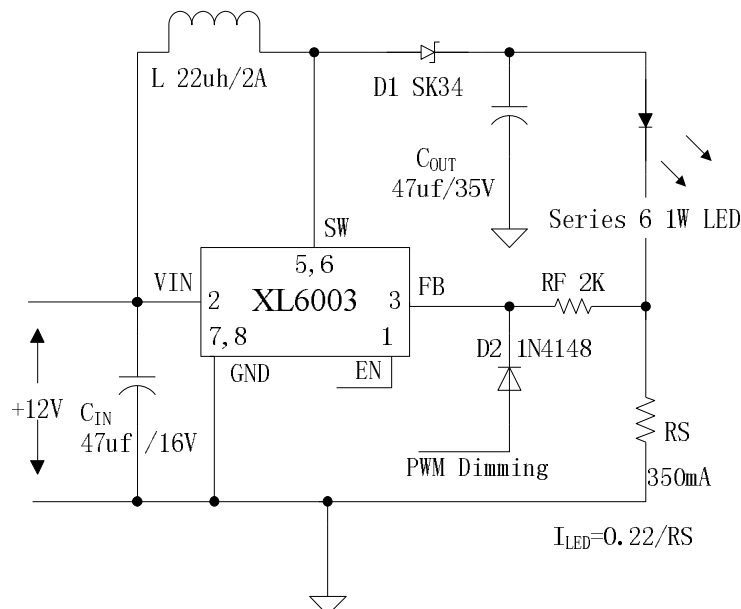 L 22uh/2A
D1 SK34
COUT
47uf/35V
Series 6 1W LED
SW
5,6
VIN
2
XL6003
3
FB
RF 2K
7,8
1
D2 1N4148
GND
EN
+12V
CIN
47uf /16V
PWM Dimming
RS
350mA
ILED=0.22/RS